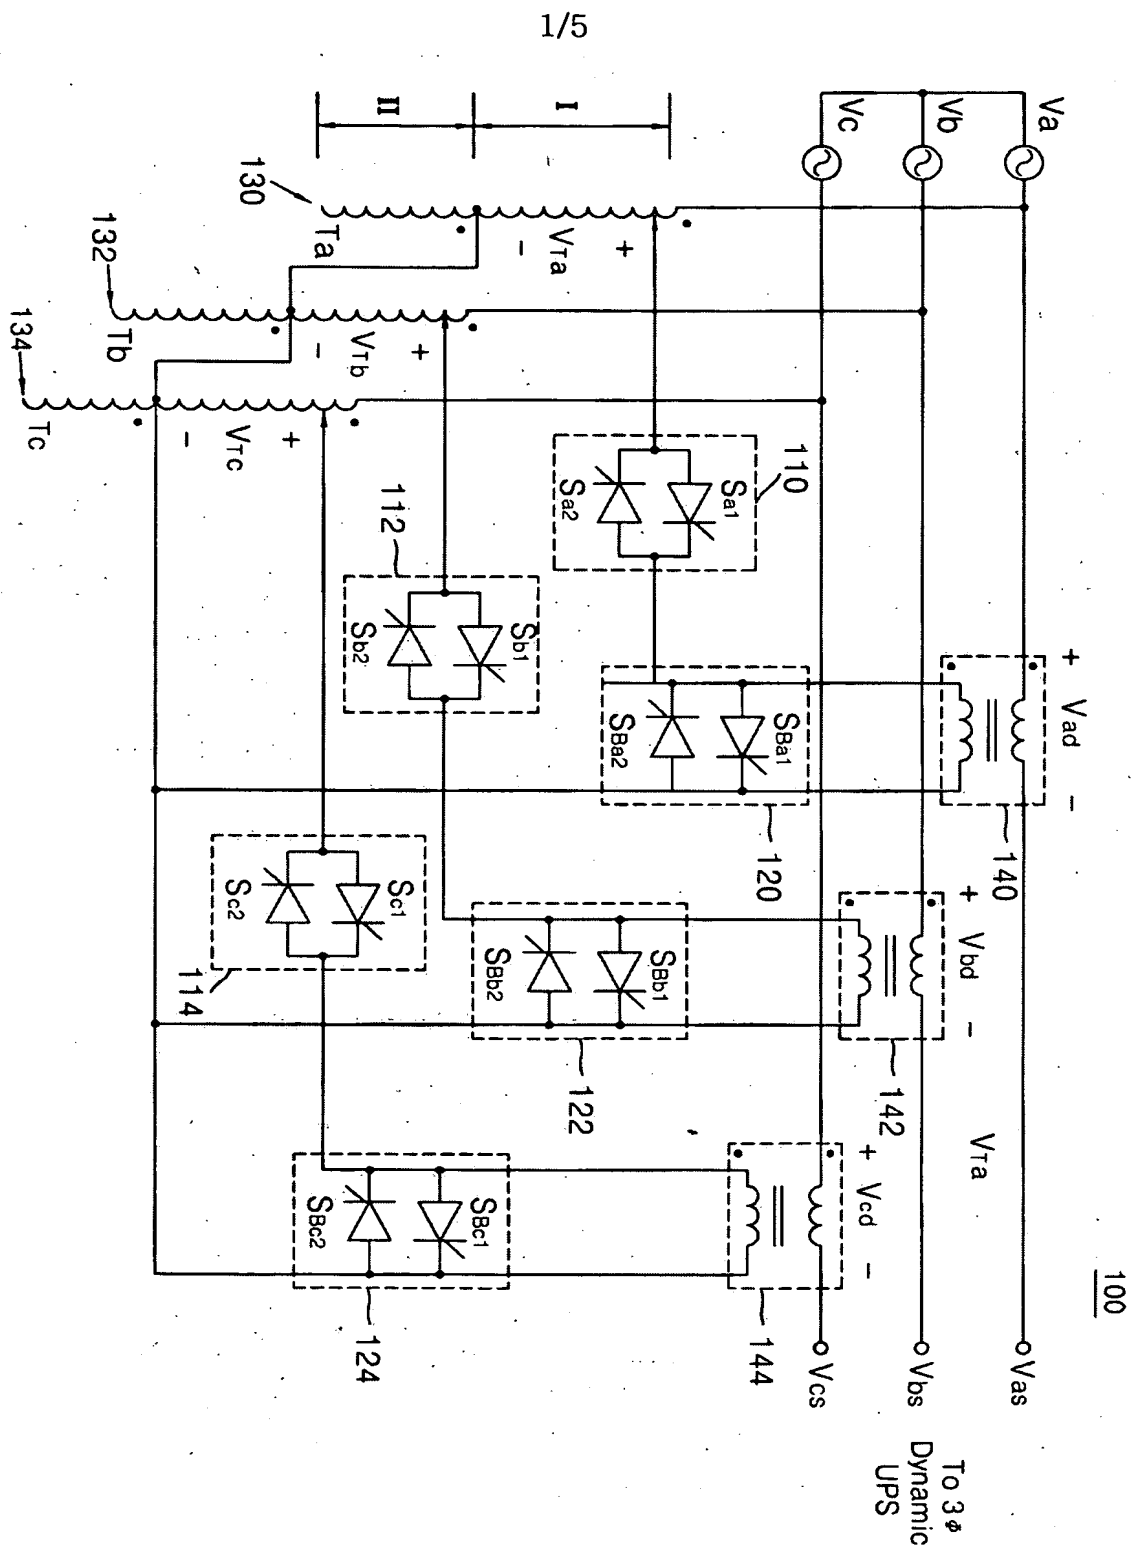 1/5
100
Va
Vb
Vc
+ Vad -
140
+ Vbd -
142
VTa
+ Vcd -
144
Vas
Vbs
Vcs
To 3Φ
Dynamic
UPS
I
II
130
Ta
+
VTa
-
132
Tb
+
VTb
-
134
Tc
+
VTc
-
110
Sa1
Sa2
112
Sb1
Sb2
114
Sc1
Sc2
120
SBa1
SBa2
122
SBb1
SBb2
124
SBc1
SBc2